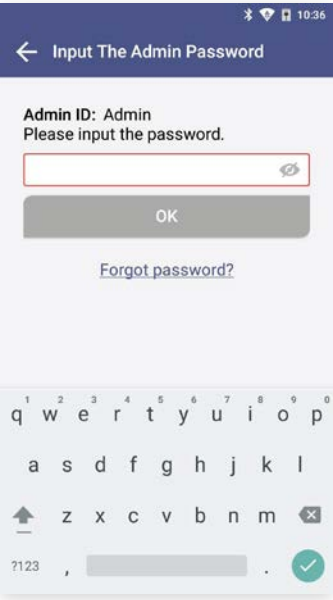 10:36
Input The Admin Password
Admin ID: Admin
Please input the password.
OK
Forgot password?
1 2 3 4 5 6 7 8 9 0
q w e r t y u i o p
a s d f g h j k l
z x c v b n m
?123 , .